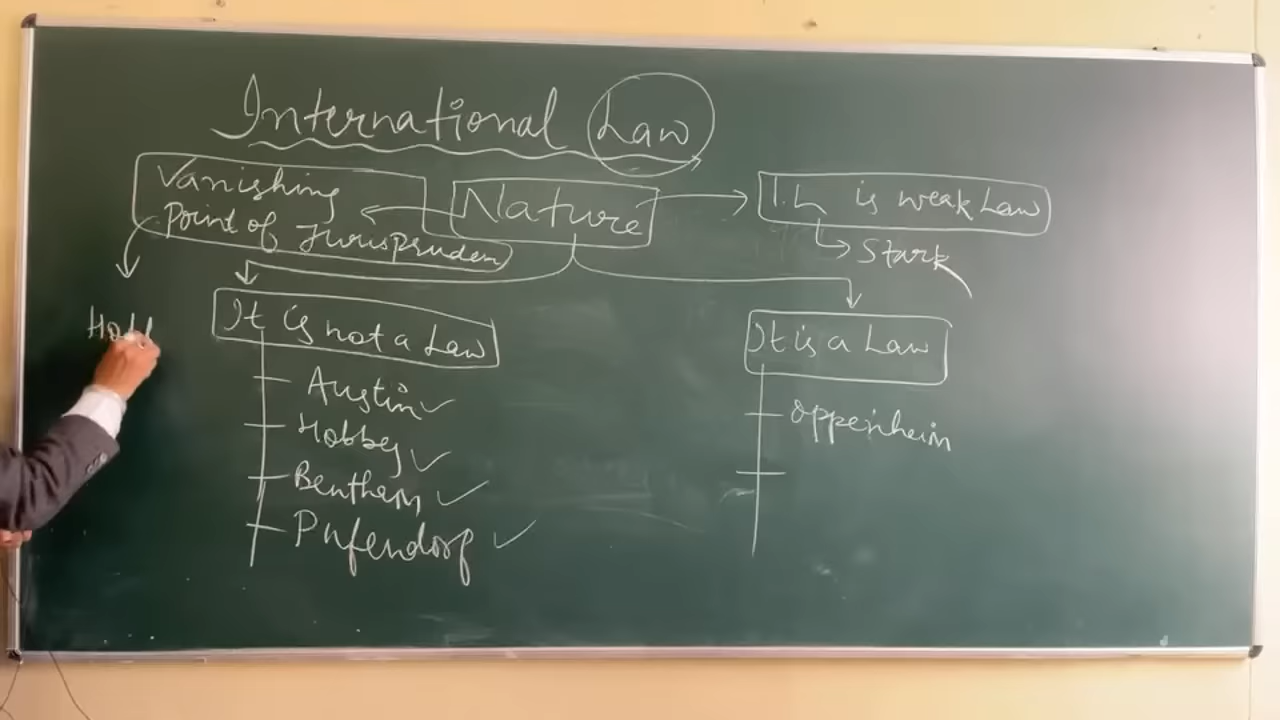 International Law
Vanishing
Point of Jurispruden
Nature
I.L is weak Law
Stark
It is not a Law
Austin
Hobbes
Benthem
Pufendorf
It is a Law
Oppenheim